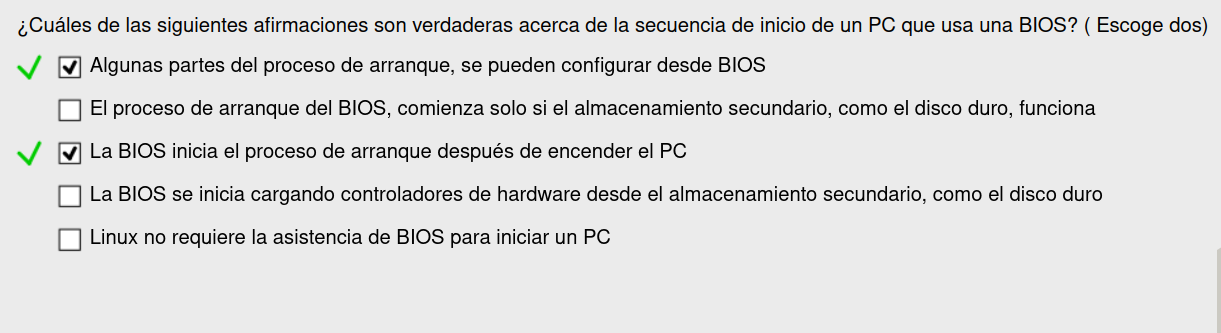 ¿Cuáles de las siguientes afirmaciones son verdaderas acerca de la secuencia de inicio de un PC que usa una BIOS? ( Escoge dos)
Algunas partes del proceso de arranque, se pueden configurar desde BIOS
El proceso de arranque del BIOS, comienza solo si el almacenamiento secundario, como el disco duro, funciona
La BIOS inicia el proceso de arranque después de encender el PC
La BIOS se inicia cargando controladores de hardware desde el almacenamiento secundario, como el disco duro
Linux no requiere la asistencia de BIOS para iniciar un PC